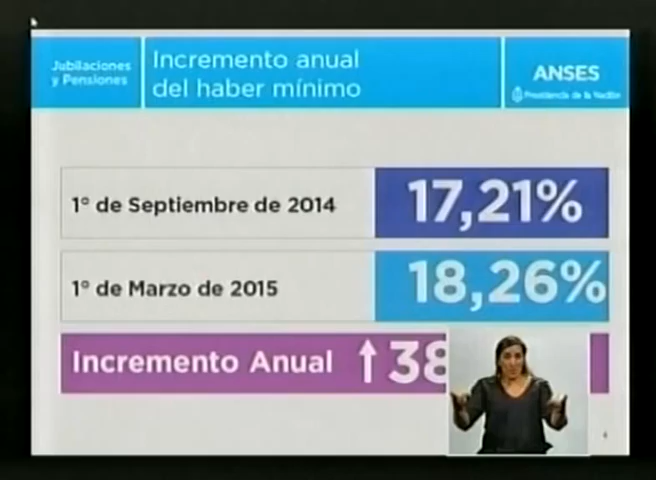 Jubilaciones
y Pensiones
Incremento anual
del haber mínimo
ANSES
Presidencia de la Nación
1° de Septiembre de 2014
17,21%
1° de Marzo de 2015
18,26%
Incremento Anual ↑ 38